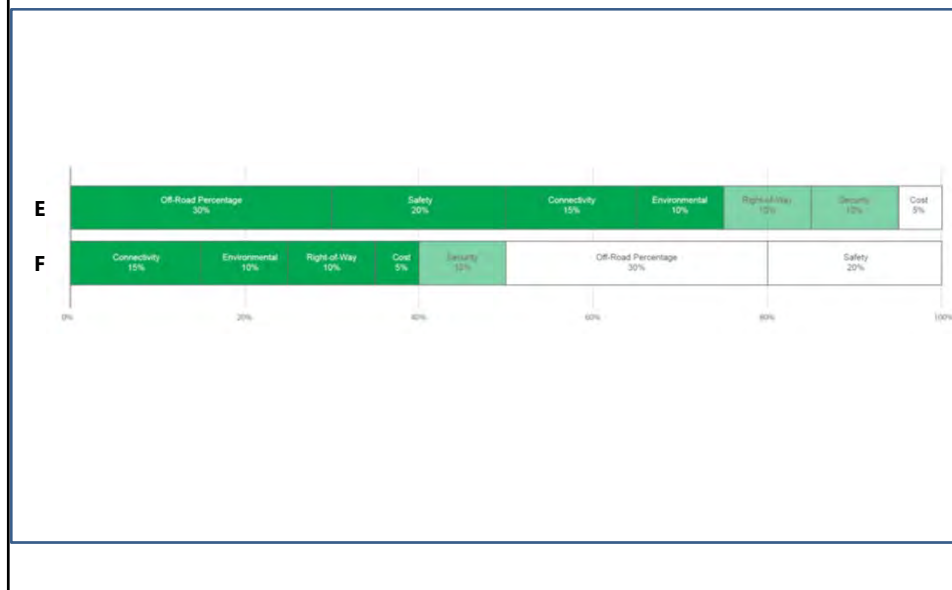 E
Off-Road Percentage Safety Connectivity Environmental Right-of-Way Security Cost
30% 20% 15% 10% 10% 10% 5%
F
Connectivity Environmental Right-of-Way Cost Security Off-Road Percentage Safety
15% 10% 10% 5% 10% 30% 20%
0% 20% 40% 60% 80% 100%